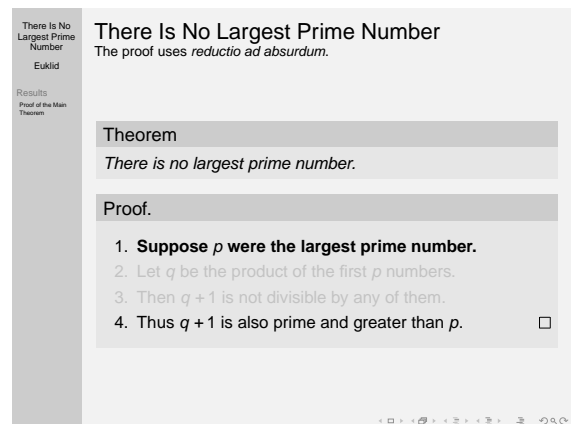 There Is No
Largest Prime
Number
Euklid
Results
Proof of the Main
Theorem
There Is No Largest Prime Number
The proof uses reductio ad absurdum.
Theorem
There is no largest prime number.
Proof.
1. Suppose p were the largest prime number.
2. Let q be the product of the first p numbers.
3. Then q + 1 is not divisible by any of them.
4. Thus q + 1 is also prime and greater than p. □